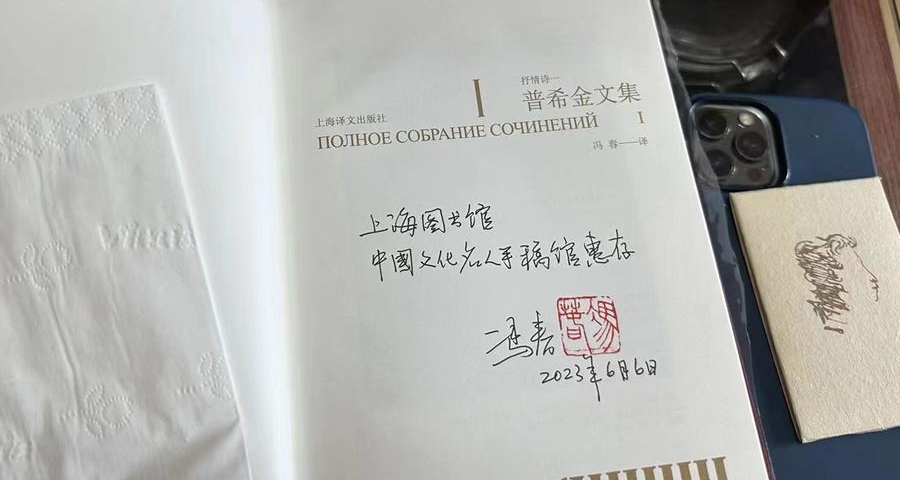 抒情诗一
I 普希金文集
上海译文出版社
ПОЛНОЕ СОБРАНИЕ СОЧИНЕНИЙ I
冯 春——译
上海图书馆
中國文化名人手稿馆惠存
冯春
2023年6月6日